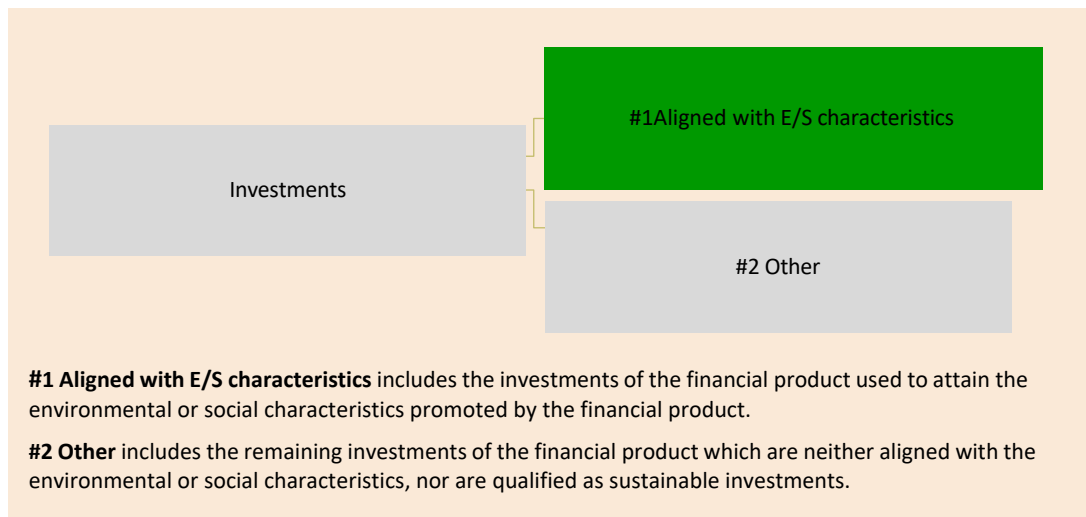 #1Aligned with E/S characteristics
Investments
#2 Other
#1 Aligned with E/S characteristics includes the investments of the financial product used to attain the
environmental or social characteristics promoted by the financial product.
#2 Other includes the remaining investments of the financial product which are neither aligned with the
environmental or social characteristics, nor are qualified as sustainable investments.